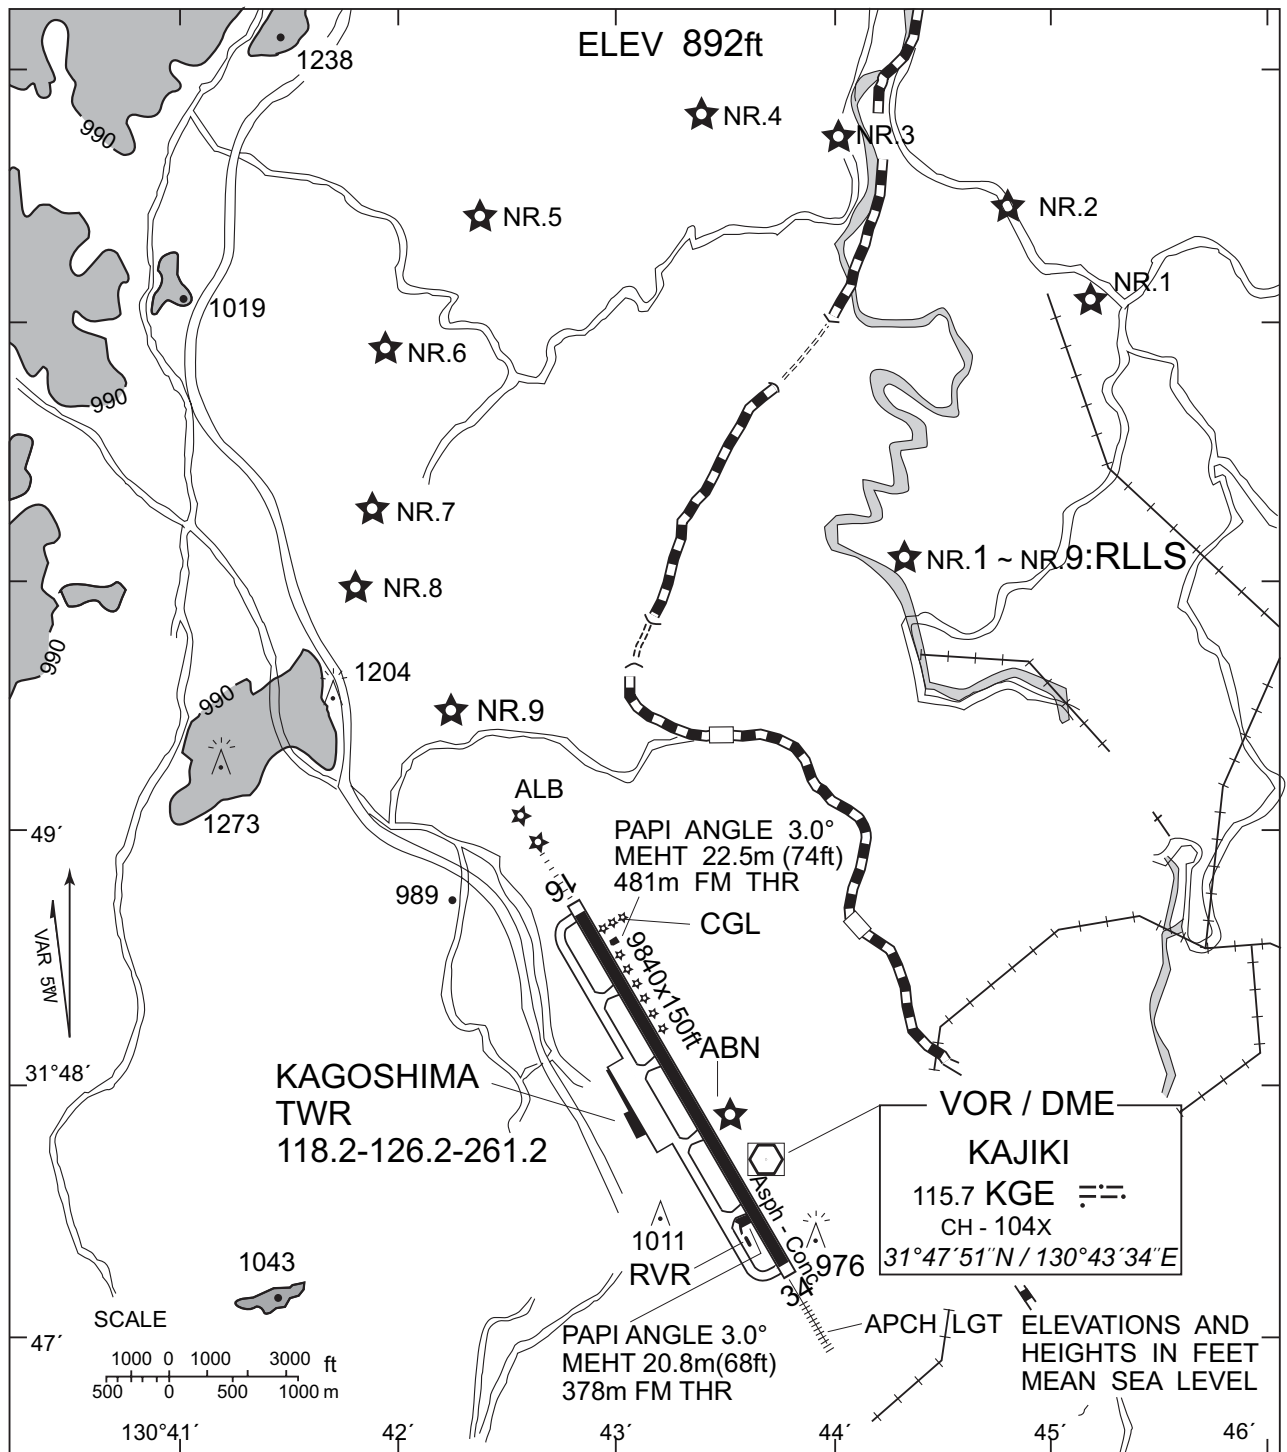 ELEV 892ft
1238
NR.4
NR.3
990
NR.5
NR.2
NR.1
1019
NR.6
990
NR.7
NR.1 ~ NR.9:RLLS
NR.8
990
1204
990
NR.9
ALB
1273
49´
PAPI ANGLE 3.0°
MEHT 22.5m (74ft)
481m FM THR
16
989
CGL
VAR 5°W
9840x150ft
ABN
31°48´
KAGOSHIMA
TWR
118.2-126.2-261.2
VOR / DME
KAJIKI
115.7 KGE
CH - 104X
31°47´51˝N / 130°43´34˝E
Asph - Conc
1011
RVR
976
34
1043
SCALE
1000 0 1000 3000 ft
500 0 500 1000 m
47´
PAPI ANGLE 3.0°
MEHT 20.8m(68ft)
378m FM THR
APCH LGT
ELEVATIONS AND
HEIGHTS IN FEET
MEAN SEA LEVEL
130°41´ 42´ 43´ 44´ 45´ 46´